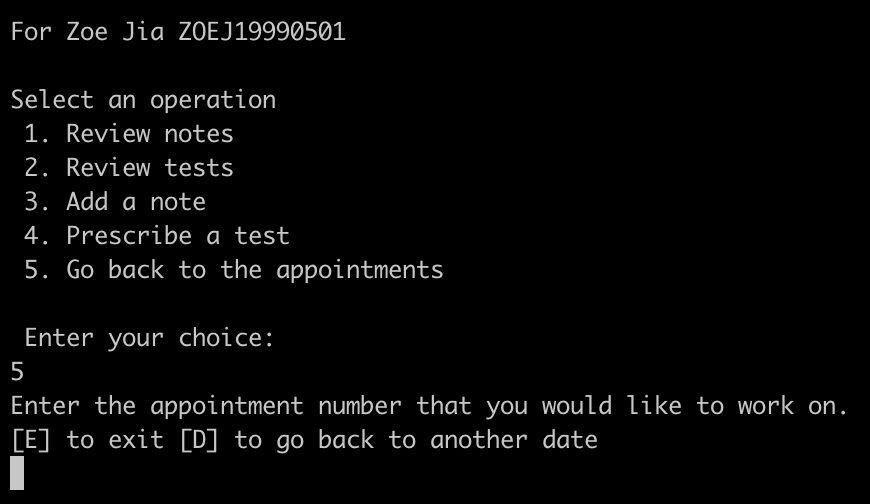 For Zoe Jia ZOEJ19990501
Select an operation
1. Review notes
2. Review tests
3. Add a note
4. Prescribe a test
5. Go back to the appointments
Enter your choice:
5
Enter the appointment number that you would like to work on.
[E] to exit [D] to go back to another date